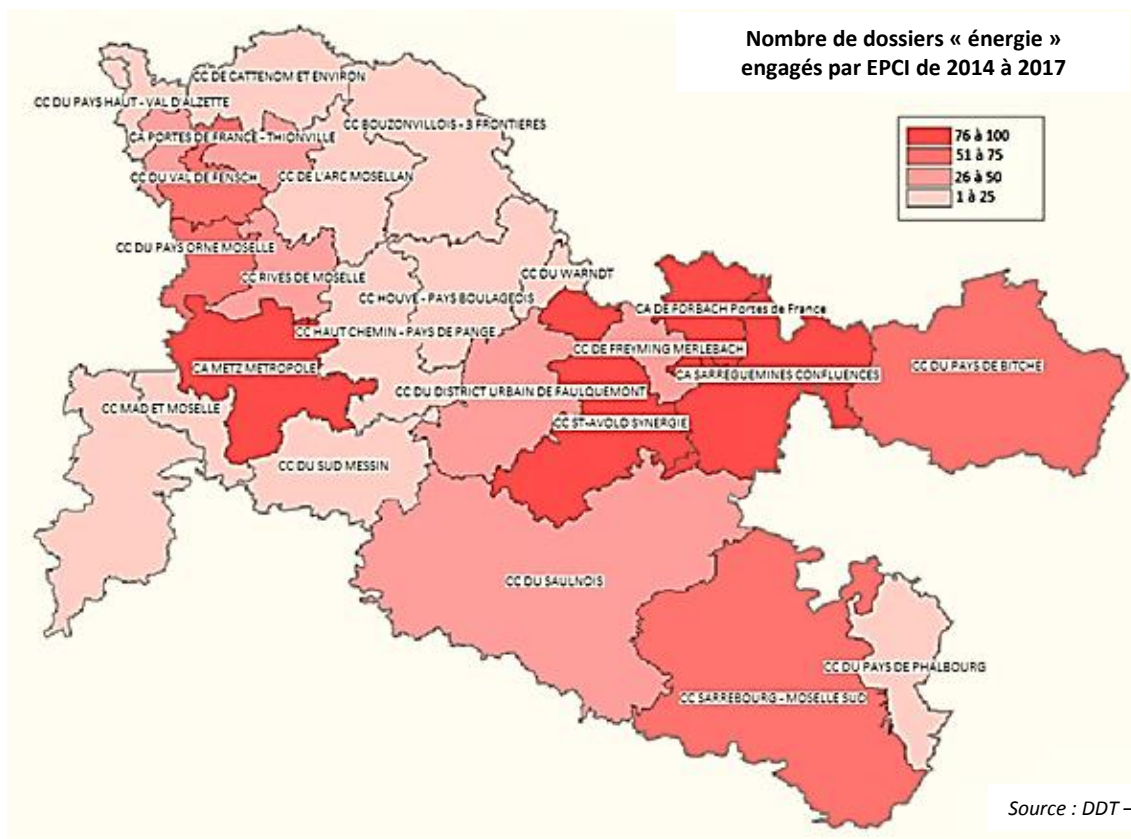 Nombre de dossiers « énergie »
engagés par EPCI de 2014 à 2017
76 à 100
51 à 75
26 à 50
1 à 25
CC DE CATTENOM ET ENVIRON
CC DU PAYS HAUT - VAL D'ALZETTE
CC BOUZONVILLOIS - 3 FRONTIERES
CA PORTES DE FRANCE - THIONVILLE
CC DU VAL DE FENSCH
CC DE L'ARC MOSELLAN
CC DU PAYS ORNE MOSELLE
CC RIVES DE MOSELLE
CC DU WARNDT
CC HOUVE - PAYS BOULAGEOIS
CA DE FORBACH Portes de France
CC HAUT CHEMIN - PAYS DE PANGE
CC DE FREYMING MERLEBACH
CA METZ METROPOLE
CA SARREGUEMINES CONFLUENCES
CC DU PAYS DE BITCHE
CC DU DISTRICT URBAIN DE FAULQUEMONT
CC MAD ET MOSELLE
CC ST-AVOLD SYNERGIE
CC DU SUD MESSIN
CC DU SAULNOIS
CC DU PAYS DE PHALBOURG
CC SARREBOURG - MOSELLE SUD
Source : DDT –